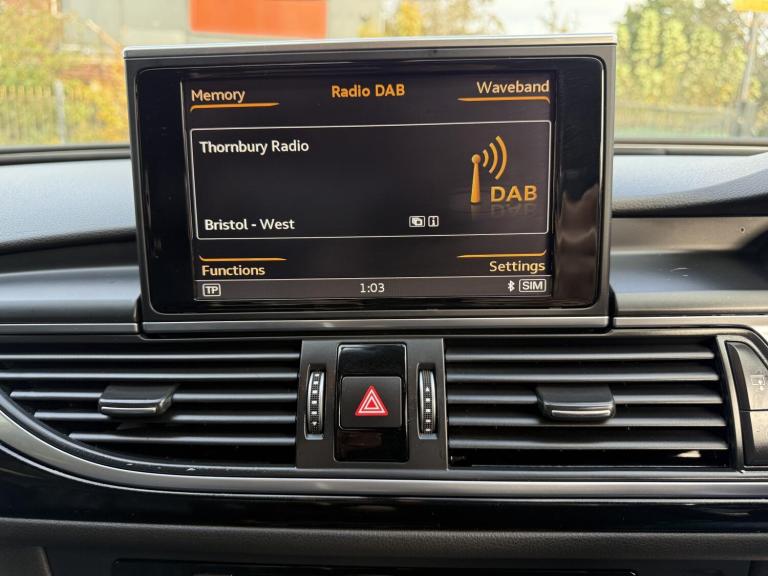 Memory
Radio DAB
Waveband
Thornbury Radio
DAB
Bristol - West
Functions
Settings
TP
1:03
SIM